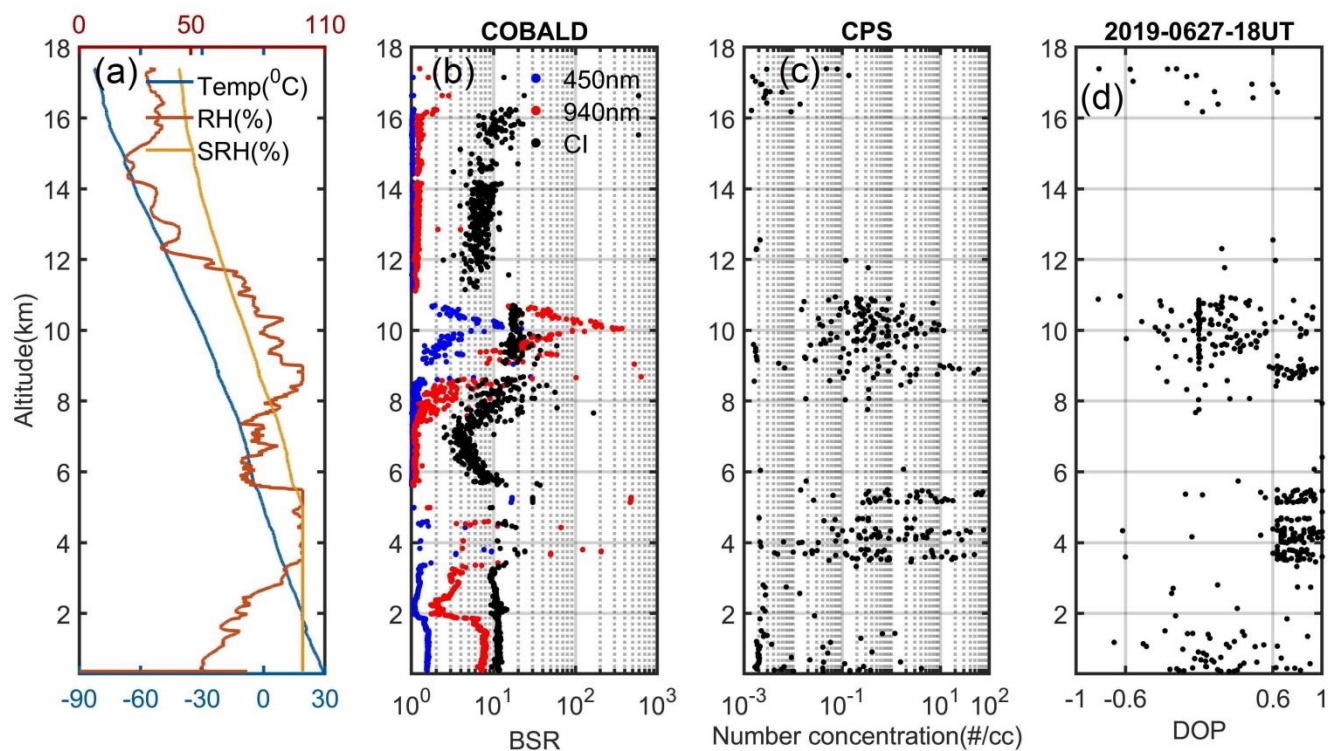 0 50 110
COBALD
CPS
2019-0627-18UT
18 16 14 12 10 8 6 4 2
(a)
Temp(⁰C)
RH(%)
SRH(%)
Altitude(km)
-90 -60 -30 0 30
18 16 14 12 10 8 6 4 2
(b)
450nm
940nm
CI
10⁰ 10¹ 10² 10³
BSR
18 16 14 12 10 8 6 4 2
(c)
10⁻³ 10⁻¹ 10¹ 10²
Number concentration(#/cc)
18 16 14 12 10 8 6 4 2
(d)
-1 -0.6 0.6 1
DOP